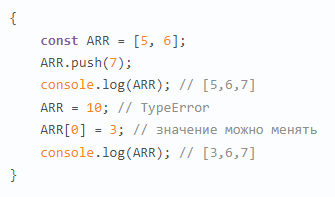 {
    const ARR = [5, 6];
    ARR.push(7);
    console.log(ARR); // [5,6,7]
    ARR = 10; // TypeError
    ARR[0] = 3; // значение можно менять
    console.log(ARR); // [3,6,7]
}